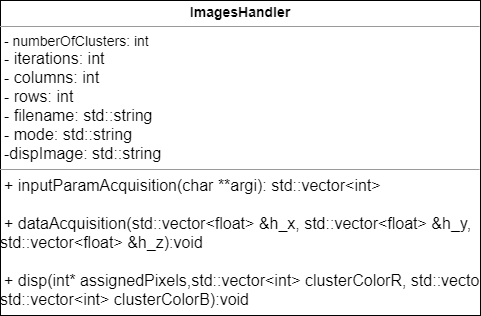 ImagesHandler
- numberOfClusters: int
- iterations: int
- columns: int
- rows: int
- filename: std::string
- mode: std::string
-dispImage: std::string
+ inputParamAcquisition(char **argi): std::vector<int>
+ dataAcquisition(std::vector<float> &h_x, std::vector<float> &h_y,
std::vector<float> &h_z):void
+ disp(int* assignedPixels,std::vector<int> clusterColorR, std::vecto
std::vector<int> clusterColorB):void